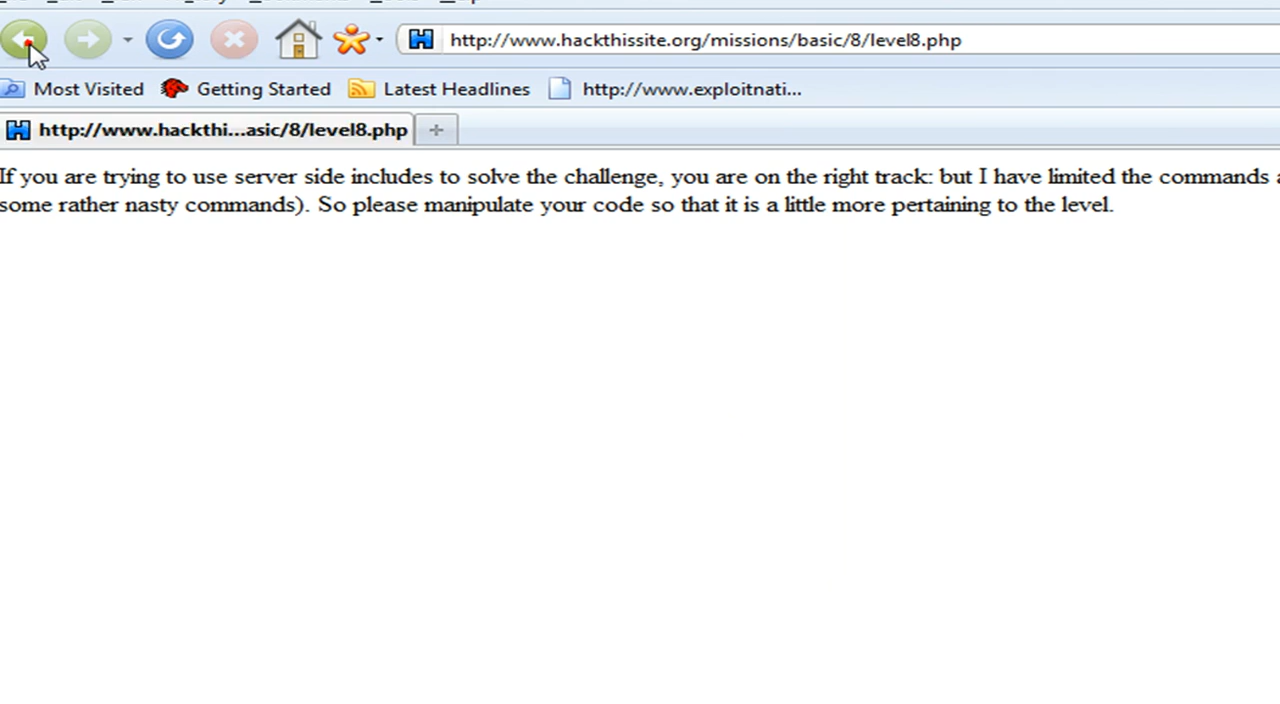 http://www.hackthissite.org/missions/basic/8/level8.php
Most Visited Getting Started Latest Headlines http://www.exploitnati...
http://www.hackthi...asic/8/level8.php
If you are trying to use server side includes to solve the challenge, you are on the right track: but I have limited the commands
some rather nasty commands). So please manipulate your code so that it is a little more pertaining to the level.